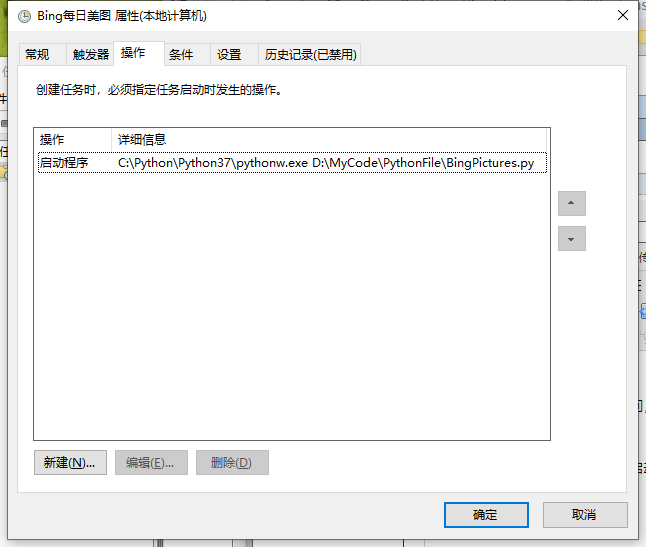 Bing每日美图 属性(本地计算机)
常规 触发器 操作 条件 设置 历史记录(已禁用)
创建任务时，必须指定任务启动时发生的操作。
操作 详细信息
启动程序 C:\Python\Python37\pythonw.exe D:\MyCode\PythonFile\BingPictures.py
新建(N)... 编辑(E)... 删除(D)
确定 取消